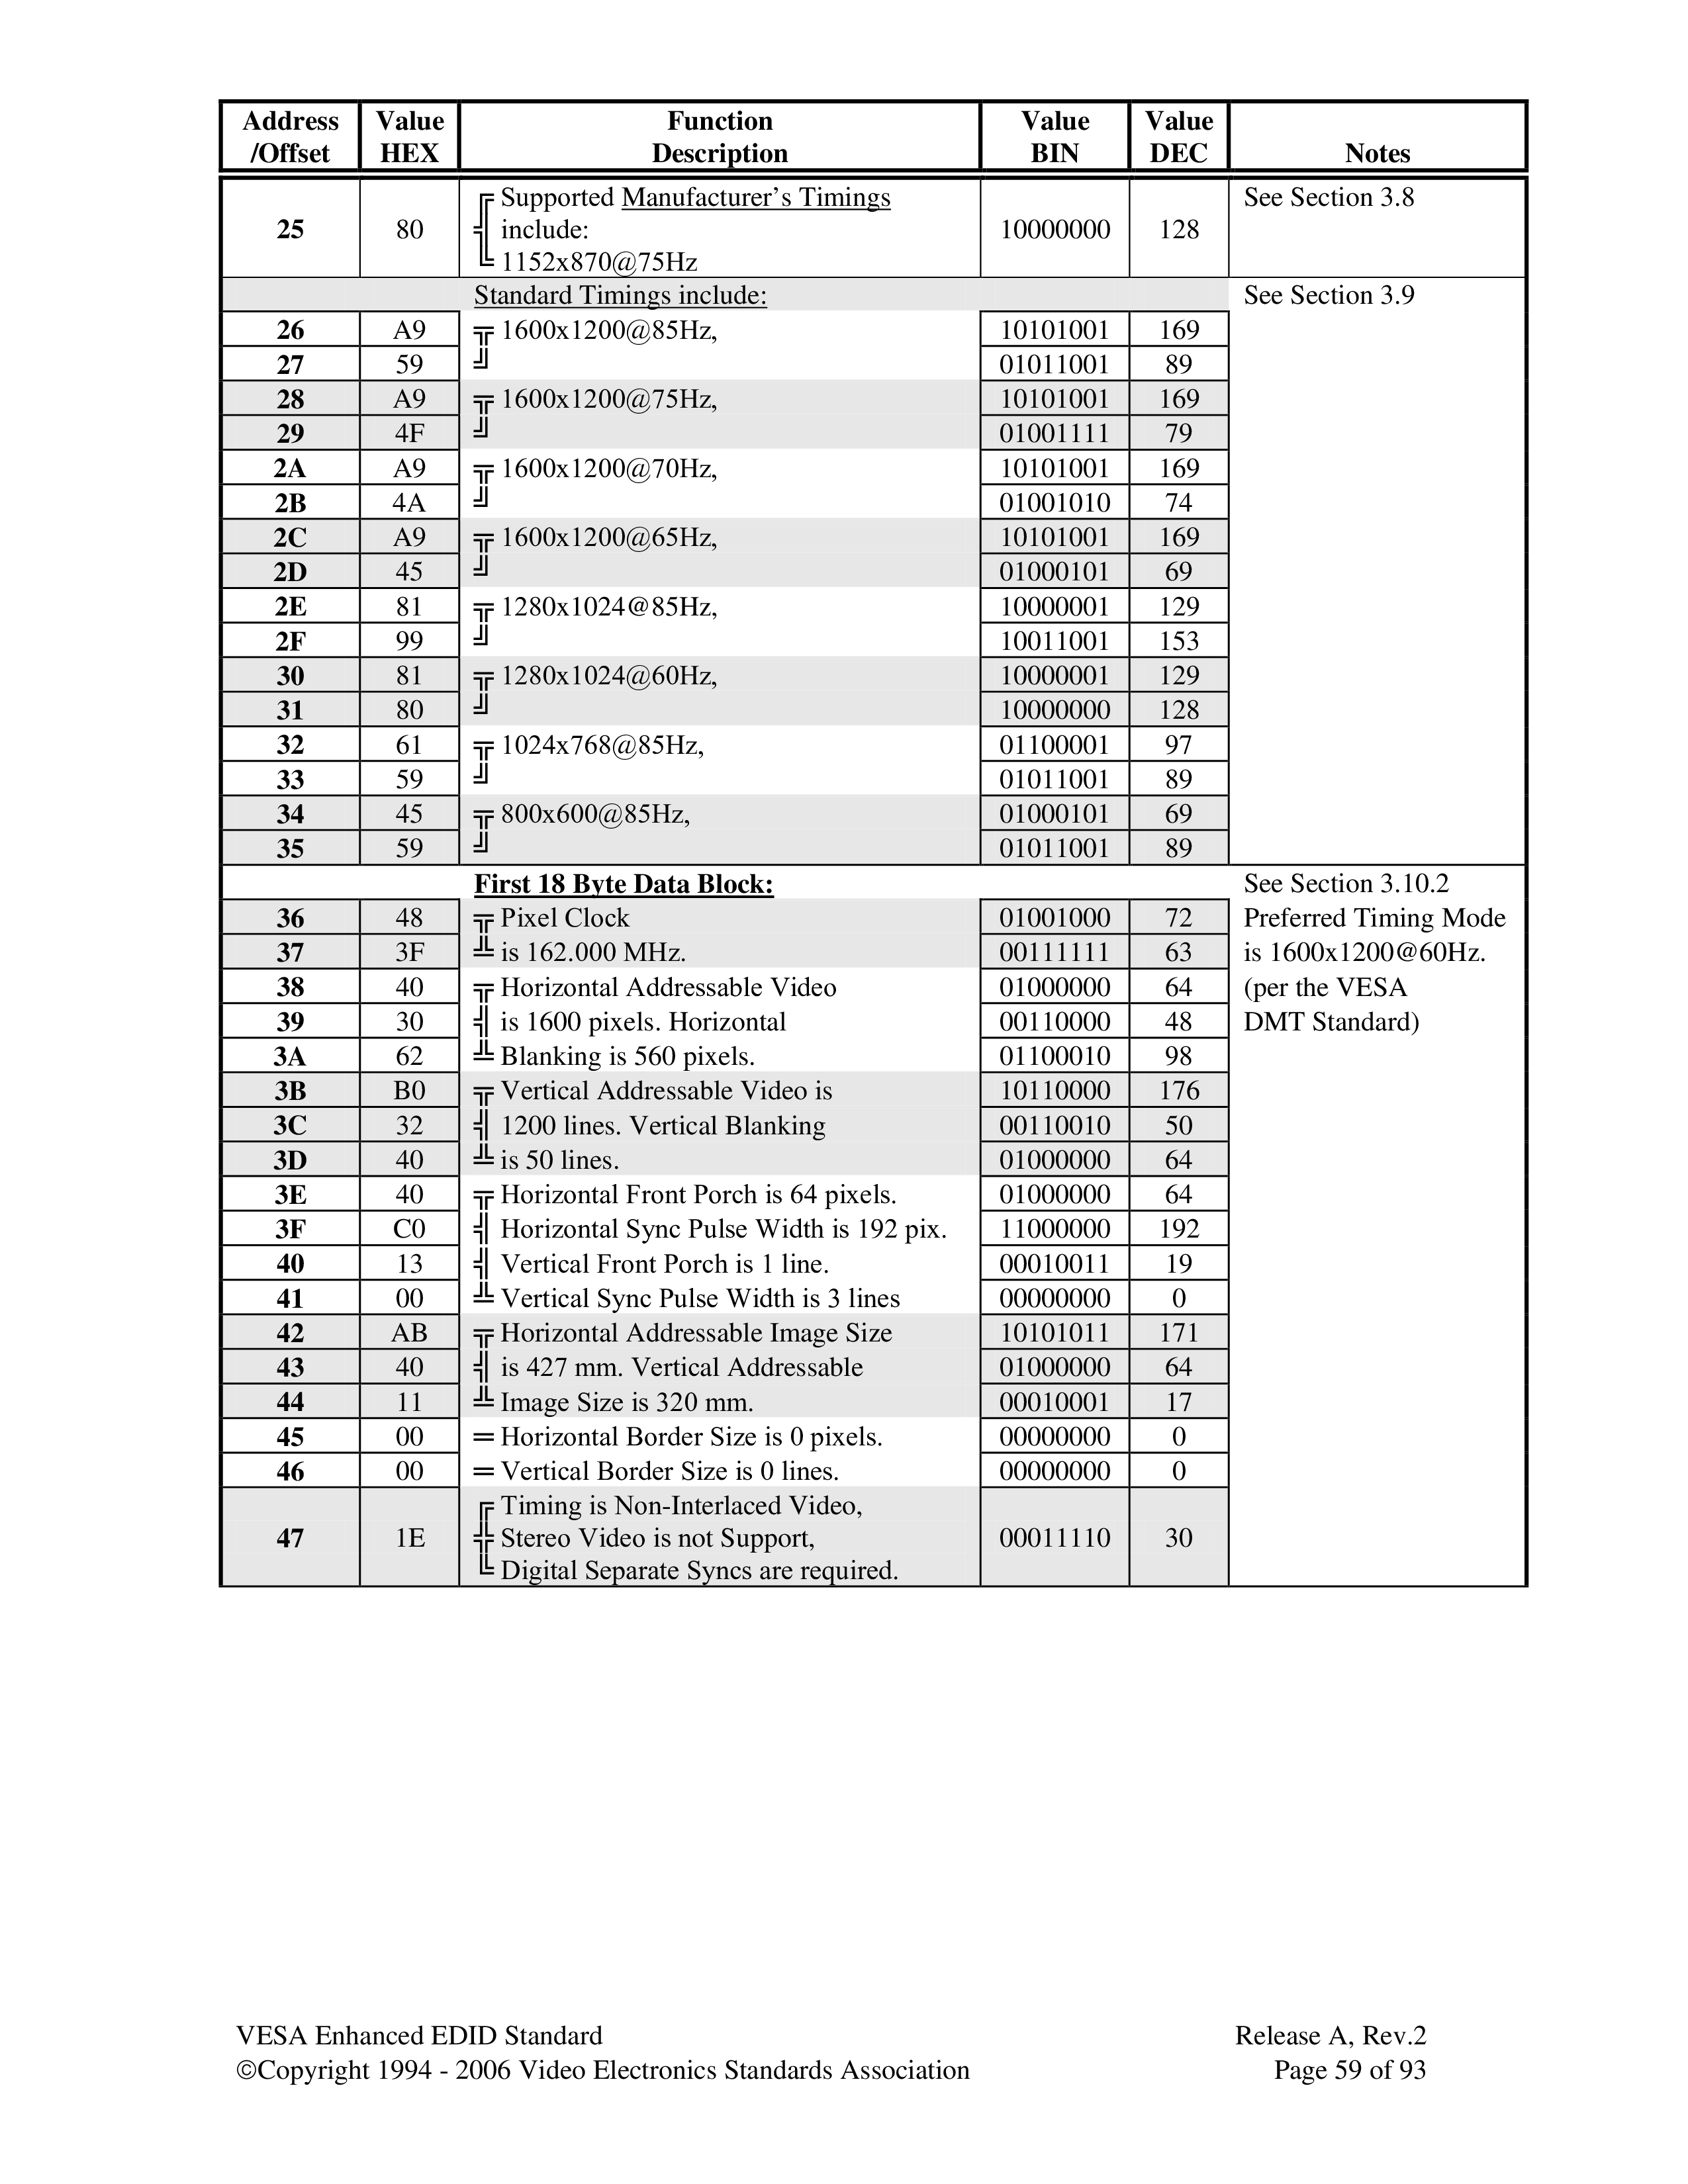 Address /Offset Value HEX Function Description Value BIN Value DEC Notes
25 80 Supported Manufacturer's Timings include: 1152x870@75Hz 10000000 128 See Section 3.8
Standard Timings include: See Section 3.9
26 A9 1600x1200@85Hz, 10101001 169
27 59 01011001 89
28 A9 1600x1200@75Hz, 10101001 169
29 4F 01001111 79
2A A9 1600x1200@70Hz, 10101001 169
2B 4A 01001010 74
2C A9 1600x1200@65Hz, 10101001 169
2D 45 01000101 69
2E 81 1280x1024@85Hz, 10000001 129
2F 99 10011001 153
30 81 1280x1024@60Hz, 10000001 129
31 80 10000000 128
32 61 1024x768@85Hz, 01100001 97
33 59 01011001 89
34 45 800x600@85Hz, 01000101 69
35 59 01011001 89
First 18 Byte Data Block: See Section 3.10.2
36 48 Pixel Clock 01001000 72 Preferred Timing Mode
37 3F is 162.000 MHz. 00111111 63 is 1600x1200@60Hz.
38 40 Horizontal Addressable Video 01000000 64 (per the VESA
39 30 is 1600 pixels. Horizontal 00110000 48 DMT Standard)
3A 62 Blanking is 560 pixels. 01100010 98
3B B0 Vertical Addressable Video is 10110000 176
3C 32 1200 lines. Vertical Blanking 00110010 50
3D 40 is 50 lines. 01000000 64
3E 40 Horizontal Front Porch is 64 pixels. 01000000 64
3F C0 Horizontal Sync Pulse Width is 192 pix. 11000000 192
40 13 Vertical Front Porch is 1 line. 00010011 19
41 00 Vertical Sync Pulse Width is 3 lines 00000000 0
42 AB Horizontal Addressable Image Size 10101011 171
43 40 is 427 mm. Vertical Addressable 01000000 64
44 11 Image Size is 320 mm. 00010001 17
45 00 Horizontal Border Size is 0 pixels. 00000000 0
46 00 Vertical Border Size is 0 lines. 00000000 0
47 1E Timing is Non-Interlaced Video, Stereo Video is not Support, Digital Separate Syncs are required. 00011110 30
VESA Enhanced EDID Standard Release A, Rev.2
©Copyright 1994 - 2006 Video Electronics Standards Association Page 59 of 93